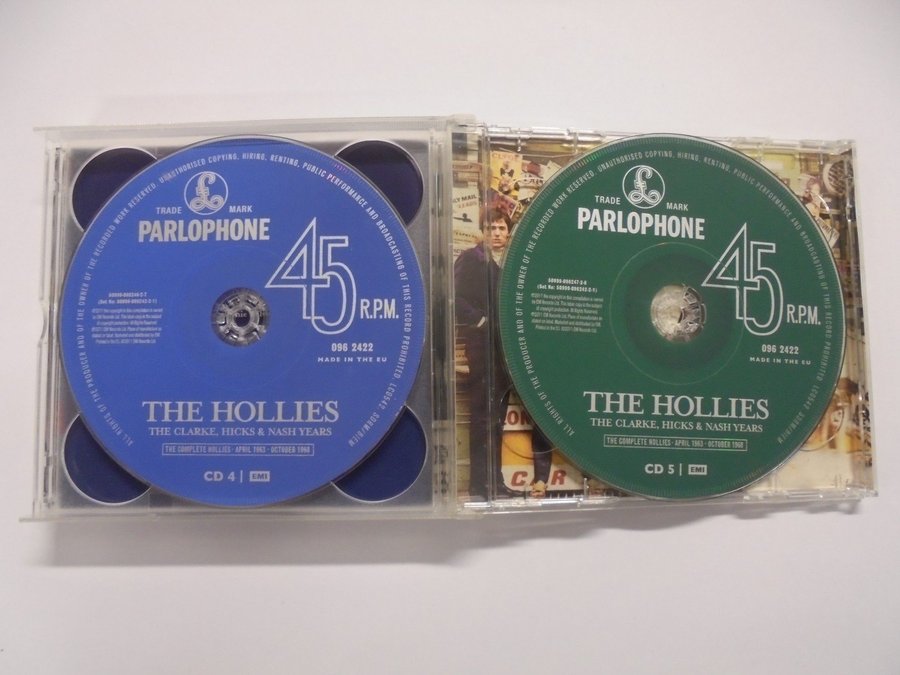 ALL RIGHTS OF THE PRODUCER AND OF THE OWNER OF THE RECORDED WORK RESERVED · UNAUTHORISED COPYING, HIRING, RENTING, PUBLIC PERFORMANCE AND BROADCASTING OF THIS RECORD PROHIBITED
£
TRADE MARK
PARLOPHONE
45
R.P.M.
096 2422
MADE IN THE EU
THE HOLLIES
THE CLARKE, HICKS & NASH YEARS
THE COMPLETE HOLLIES · APRIL 1963 - OCTOBER 1968
CD 4 | EMI
ALL RIGHTS OF THE PRODUCER AND OF THE OWNER OF THE RECORDED WORK RESERVED · UNAUTHORISED COPYING, HIRING, RENTING, PUBLIC PERFORMANCE AND BROADCASTING OF THIS RECORD PROHIBITED
£
TRADE MARK
PARLOPHONE
45
R.P.M.
096 2422
MADE IN THE EU
THE HOLLIES
THE CLARKE, HICKS & NASH YEARS
THE COMPLETE HOLLIES · APRIL 1963 - OCTOBER 1968
CD 5 | EMI